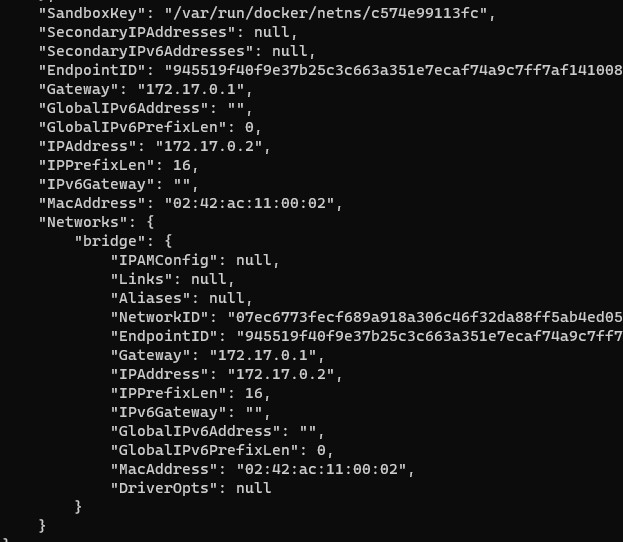 "SandboxKey": "/var/run/docker/netns/c574e99113fc",
"SecondaryIPAddresses": null,
"SecondaryIPv6Addresses": null,
"EndpointID": "945519f40f9e37b25c3c663a351e7ecaf74a9c7ff7af141008
"Gateway": "172.17.0.1",
"GlobalIPv6Address": "",
"GlobalIPv6PrefixLen": 0,
"IPAddress": "172.17.0.2",
"IPPrefixLen": 16,
"IPv6Gateway": "",
"MacAddress": "02:42:ac:11:00:02",
"Networks": {
"bridge": {
"IPAMConfig": null,
"Links": null,
"Aliases": null,
"NetworkID": "07ec6773fecf689a918a306c46f32da88ff5ab4ed05
"EndpointID": "945519f40f9e37b25c3c663a351e7ecaf74a9c7ff7
"Gateway": "172.17.0.1",
"IPAddress": "172.17.0.2",
"IPPrefixLen": 16,
"IPv6Gateway": "",
"GlobalIPv6Address": "",
"GlobalIPv6PrefixLen": 0,
"MacAddress": "02:42:ac:11:00:02",
"DriverOpts": null
}
}